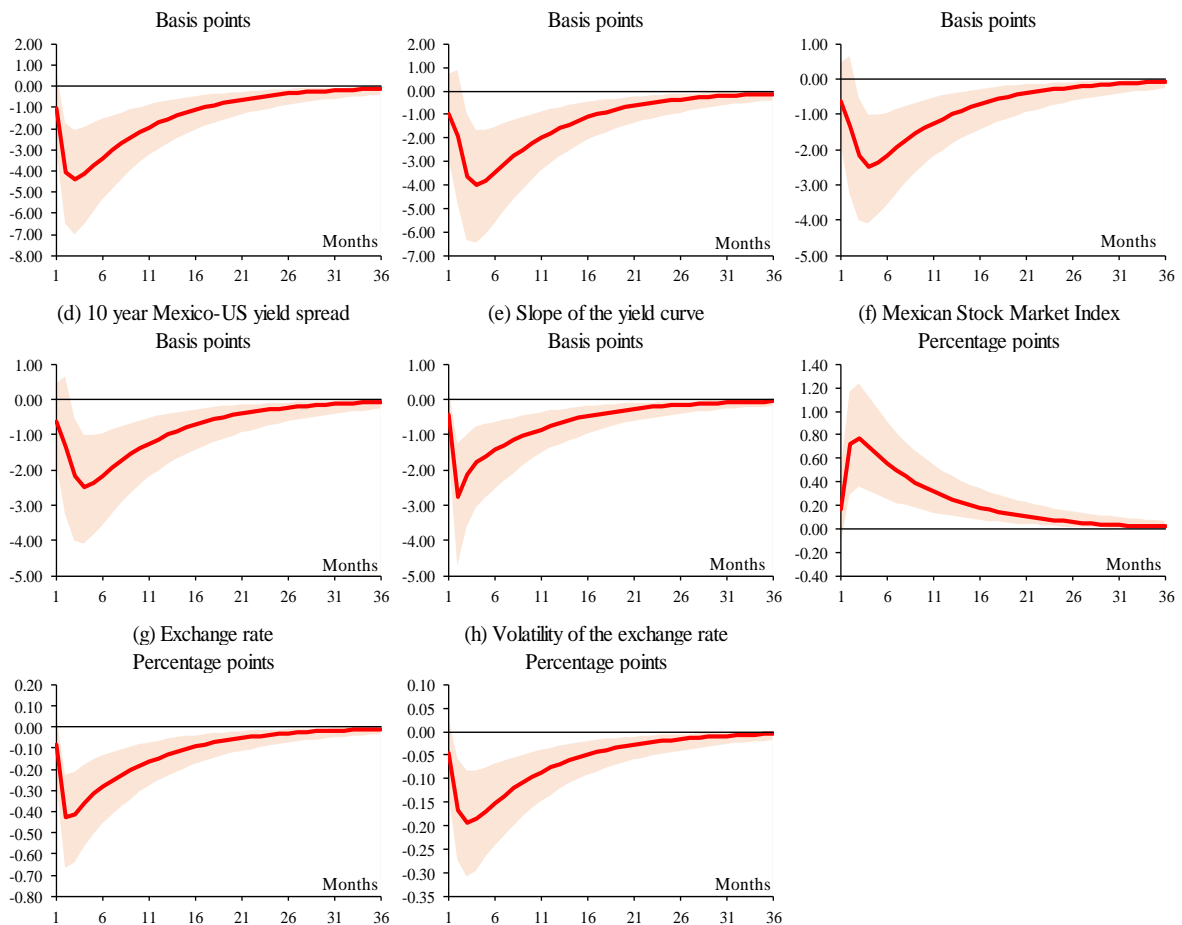 Basis points
Basis points
Basis points
2.00
1.00
0.00
-1.00
-2.00
-3.00
-4.00
-5.00
-6.00
-7.00
-8.00
Months
1 6 11 16 21 26 31 36
2.00
1.00
0.00
-1.00
-2.00
-3.00
-4.00
-5.00
-6.00
-7.00
Months
1 6 11 16 21 26 31 36
1.00
0.00
-1.00
-2.00
-3.00
-4.00
-5.00
Months
1 6 11 16 21 26 31 36
(d) 10 year Mexico-US yield spread
Basis points
1.00
0.00
-1.00
-2.00
-3.00
-4.00
-5.00
Months
1 6 11 16 21 26 31 36
(e) Slope of the yield curve
Basis points
1.00
0.00
-1.00
-2.00
-3.00
-4.00
-5.00
Months
1 6 11 16 21 26 31 36
(f) Mexican Stock Market Index
Percentage points
1.40
1.20
1.00
0.80
0.60
0.40
0.20
0.00
-0.20
-0.40
Months
1 6 11 16 21 26 31 36
(g) Exchange rate
Percentage points
0.20
0.10
0.00
-0.10
-0.20
-0.30
-0.40
-0.50
-0.60
-0.70
-0.80
Months
1 6 11 16 21 26 31 36
(h) Volatility of the exchange rate
Percentage points
0.10
0.05
0.00
-0.05
-0.10
-0.15
-0.20
-0.25
-0.30
-0.35
Months
1 6 11 16 21 26 31 36